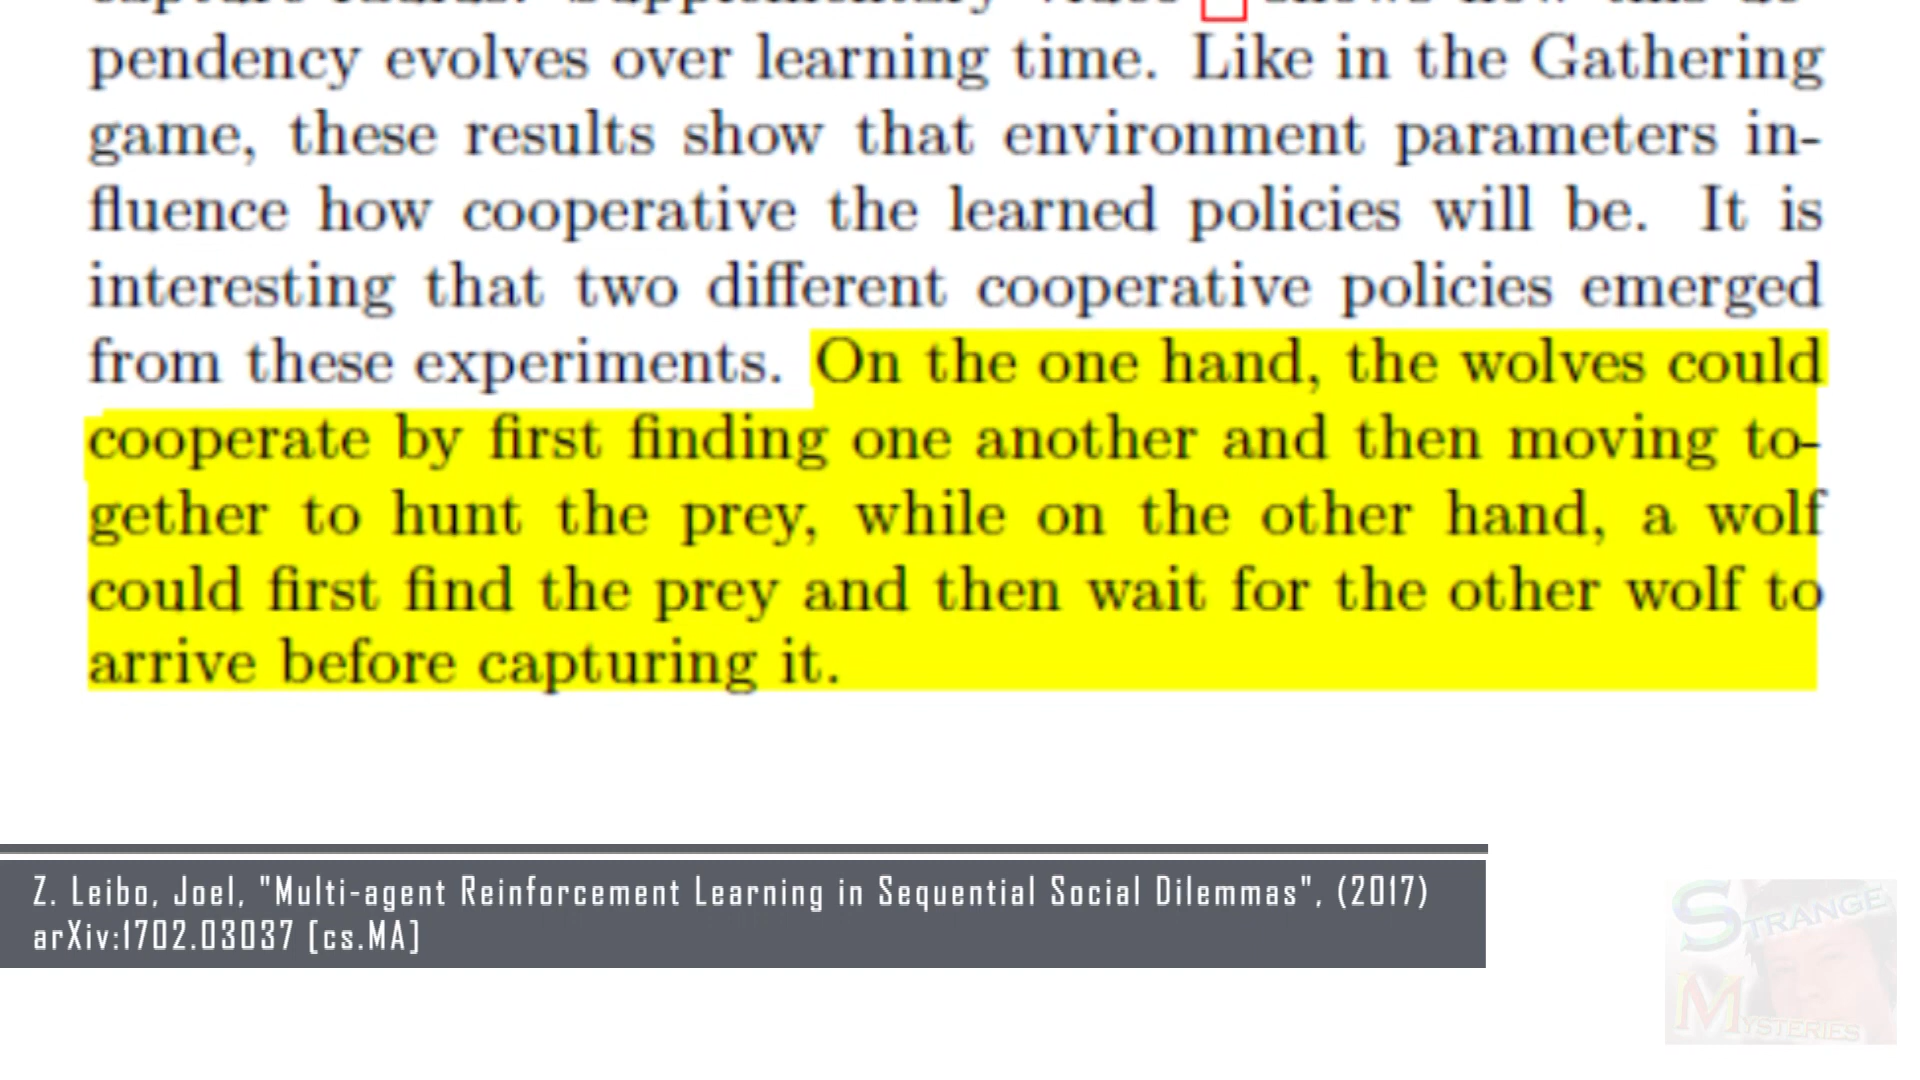 pendency evolves over learning time. Like in the Gathering
game, these results show that environment parameters in-
fluence how cooperative the learned policies will be. It is
interesting that two different cooperative policies emerged
from these experiments. On the one hand, the wolves could
cooperate by first finding one another and then moving to-
gether to hunt the prey, while on the other hand, a wolf
could first find the prey and then wait for the other wolf to
arrive before capturing it.
Z. Leibo, Joel, "Multi-agent Reinforcement Learning in Sequential Social Dilemmas", (2017)
arXiv:1702.03037 [cs.MA]
STRANGE
MYSTERIES